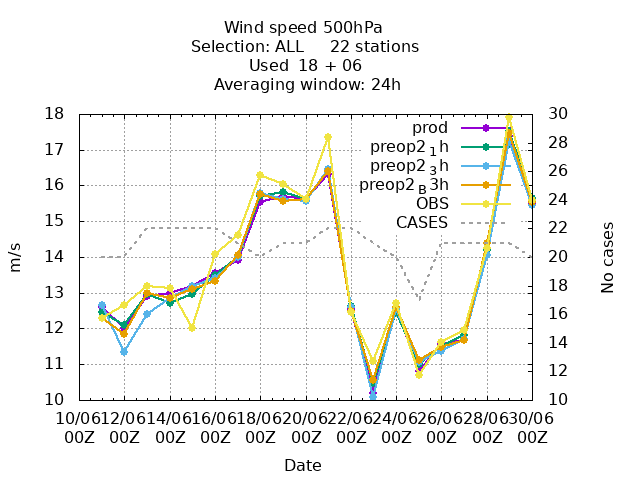 Wind speed 500hPa
Selection: ALL 22 stations
Used 18 + 06
Averaging window: 24h
18
17
16
15
14
13
12
11
10
30
28
26
24
22
20
18
16
14
12
10
prod
preop2 1h
preop2 3h
preop2 B3h
OBS
CASES
m/s
No cases
10/06 12/06 14/06 16/06 18/06 20/06 22/06 24/06 26/06 28/06 30/06
00Z 00Z 00Z 00Z 00Z 00Z 00Z 00Z 00Z 00Z 00Z
Date